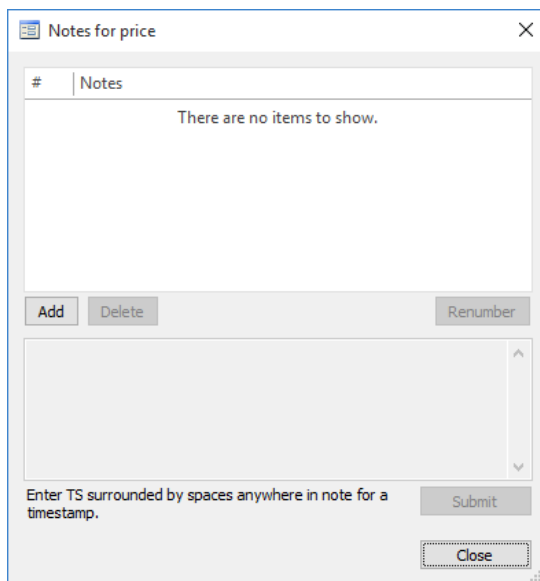 Notes for price
# Notes
There are no items to show.
Add Delete Renumber
Enter TS surrounded by spaces anywhere in note for a
timestamp.
Submit
Close